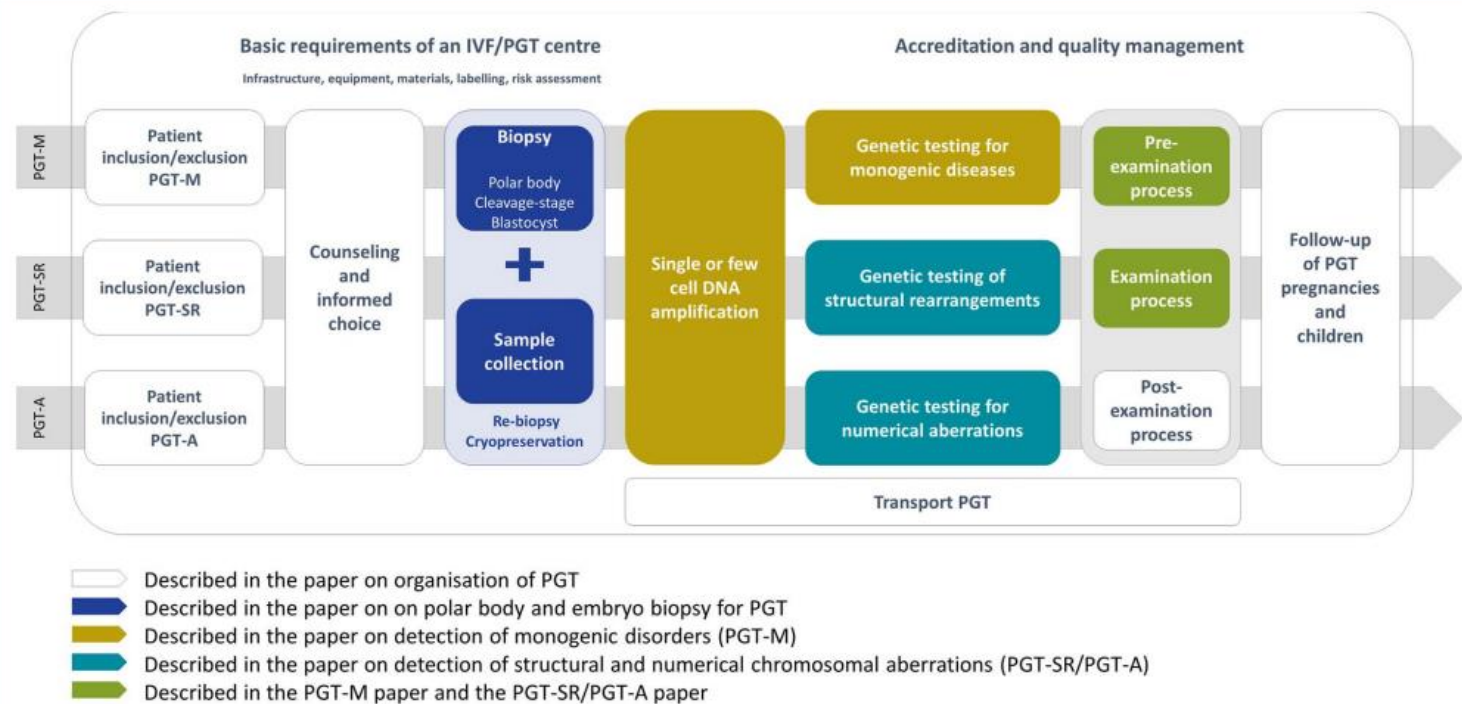 Basic requirements of an IVF/PGT centre
Infrastructure, equipment, materials, labelling, risk assessment
Accreditation and quality management
PGT-M
Patient
inclusion/exclusion
PGT-M
PGT-SR
Patient
inclusion/exclusion
PGT-SR
PGT-A
Patient
inclusion/exclusion
PGT-A
Counseling
and
informed
choice
Biopsy
Polar body
Cleavage-stage
Blastocyst
+
Sample
collection
Re-biopsy
Cryopreservation
Single or few
cell DNA
amplification
Genetic testing for
monogenic diseases
Genetic testing of
structural rearrangements
Genetic testing for
numerical aberrations
Pre-
examination
process
Examination
process
Post-
examination
process
Follow-up
of PGT
pregnancies
and
children
Transport PGT
Described in the paper on organisation of PGT
Described in the paper on on polar body and embryo biopsy for PGT
Described in the paper on detection of monogenic disorders (PGT-M)
Described in the paper on detection of structural and numerical chromosomal aberrations (PGT-SR/PGT-A)
Described in the PGT-M paper and the PGT-SR/PGT-A paper